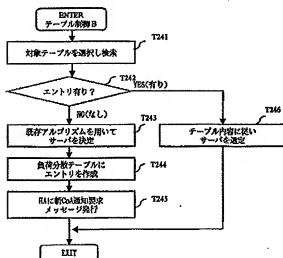 ENTER
テーブル制御B
T241
対象テーブルを選択し検索
T242
エントリ有り？
YES(有り)
NO(なし)
T243
既存アルゴリズムを用いて
サーバを決定
T246
テーブル内容に従い
サーバを選定
T244
負荷分散テーブルに
エントリを作成
T245
HAに新CoA通知要求
メッセージ発行
EXIT